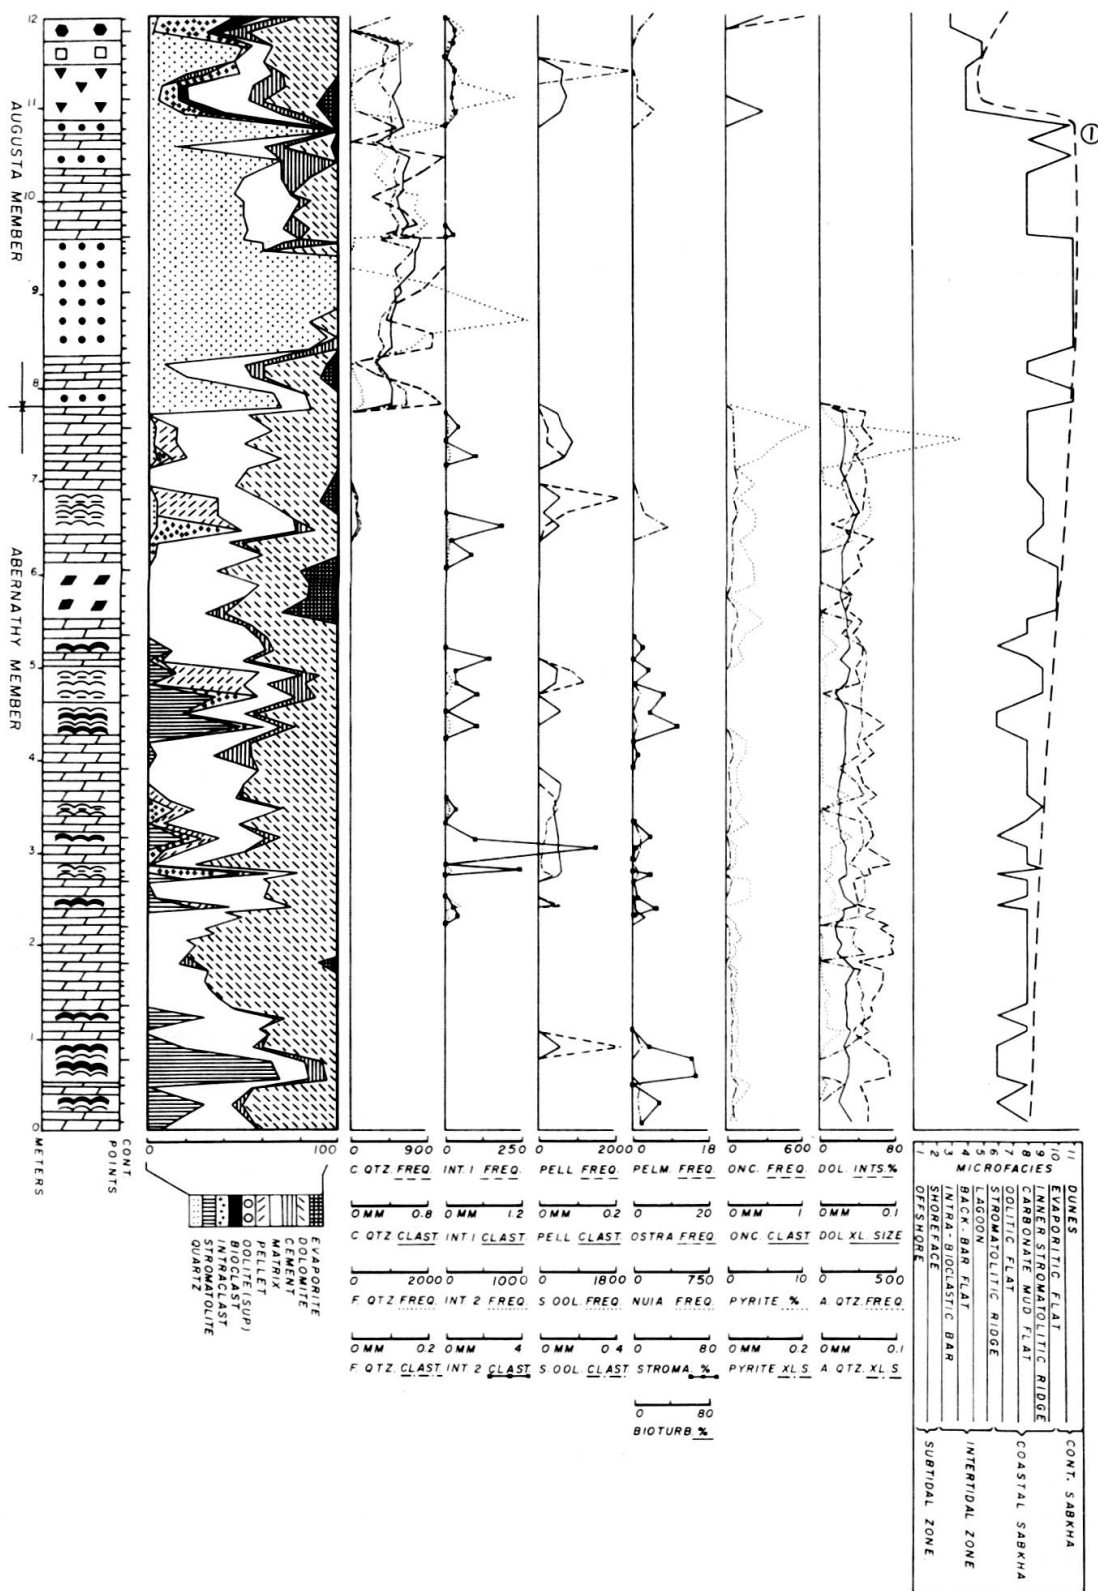 12
11
10
9
8
7
6
5
4
3
2
1
0
AUGUSTA MEMBER
ABERNATHY MEMBER
METERS
CONT. POINTS
①
0 100
EVAPORITE
DOLOMITE
CEMENT
MATRIX
PELLET
OOLITE (SUP)
BIOCLAST
INTRACLAST
STROMATOLITE
QUARTZ
0 900
C. QTZ. FREQ.
0 MM 0.8
C. QTZ. CLAST
0 2000
F. QTZ. FREQ.
0 MM 0.2
F. QTZ. CLAST
0 250
INT. 1 FREQ.
0 MM 1.2
INT 1 CLAST
0 1000
INT. 2 FREQ.
0 MM 4
INT 2 CLAST
0 2000
PELL FREQ.
0 MM 0.2
PELL CLAST
0 1800
S.OOL. FREQ.
0 MM 0.4
S.OOL. CLAST
0 18
PELM. FREQ.
0 20
OSTRA FREQ.
0 750
NUIA FREQ.
0 80
STROMA. %
0 80
BIOTURB. %
0 600
ONC. FREQ.
0 MM 1
ONC. CLAST
0 10
PYRITE %
0 MM 0.2
PYRITE XL.S.
0 80
DOL. INTS.%
0 MM 0.1
DOL XL. SIZE
0 500
A. QTZ. FREQ.
0 MM 0.1
A. QTZ. XL.S.
MICROFACIES
11 DUNES
10 EVAPORITIC FLAT
9 INNER STROMATOLITIC RIDGE
8 CARBONATE MUD FLAT
7 OOLITIC FLAT
6 STROMATOLITIC RIDGE
5 LAGOON
4 BACK-BAR FLAT
3 INTRA-BIOCLASTIC BAR
2 SHOREFACE
1 OFFSHORE
CONT. SABKHA
COASTAL SABKHA
INTERTIDAL ZONE
SUBTIDAL ZONE